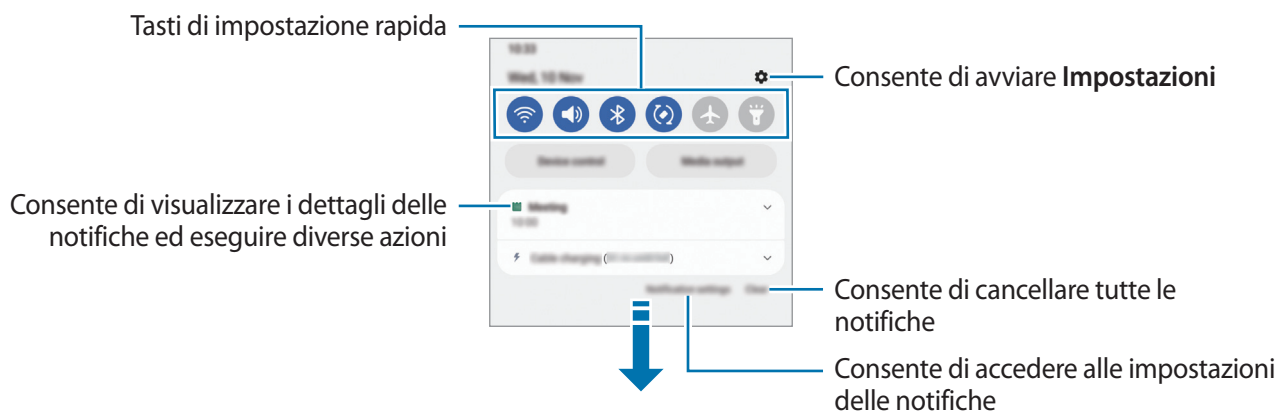 Tasti di impostazione rapida
10:33
Wed, 10 Nov
Consente di avviare Impostazioni
Device control
Media output
Consente di visualizzare i dettagli delle
notifiche ed eseguire diverse azioni
Meeting
10:00
Cable charging (
)
Notification settings
Clear
Consente di cancellare tutte le
notifiche
Consente di accedere alle impostazioni
delle notifiche